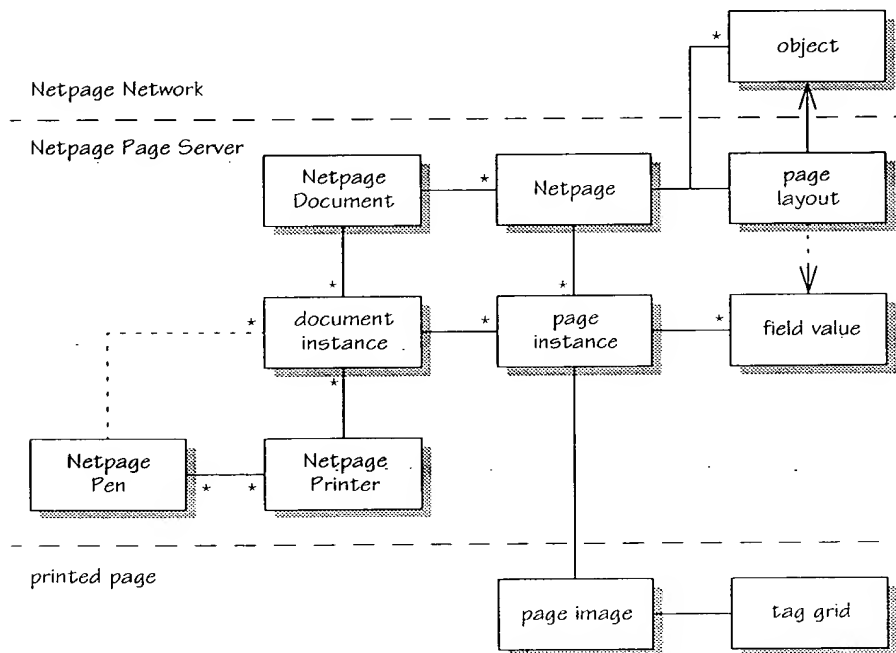 object
*
Netpage Network
Netpage Page Server
Netpage
Document
*
Netpage
page
layout
*
*
*
document
instance
*
page
instance
*
field value
*
Netpage
Pen
*
*
Netpage
Printer
printed page
page image
tag grid